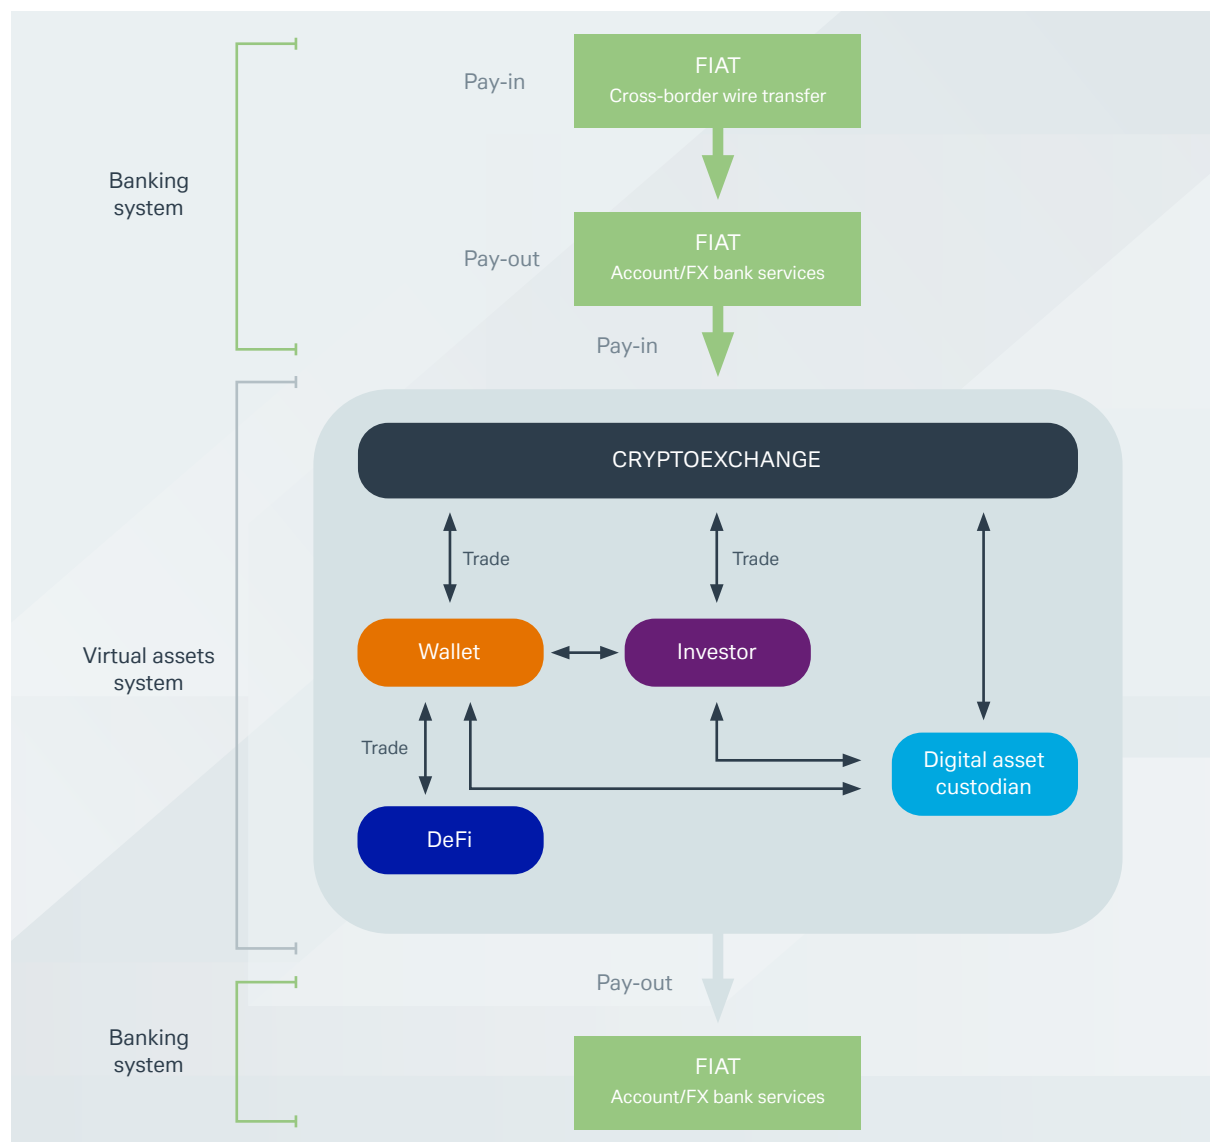 Pay-in
FIAT
Cross-border wire transfer
Banking
system
Pay-out
FIAT
Account/FX bank services
Pay-in
CRYPTOEXCHANGE
Trade
Trade
Wallet
Investor
Virtual assets
system
Trade
Digital asset
custodian
DeFi
Pay-out
Banking
system
FIAT
Account/FX bank services